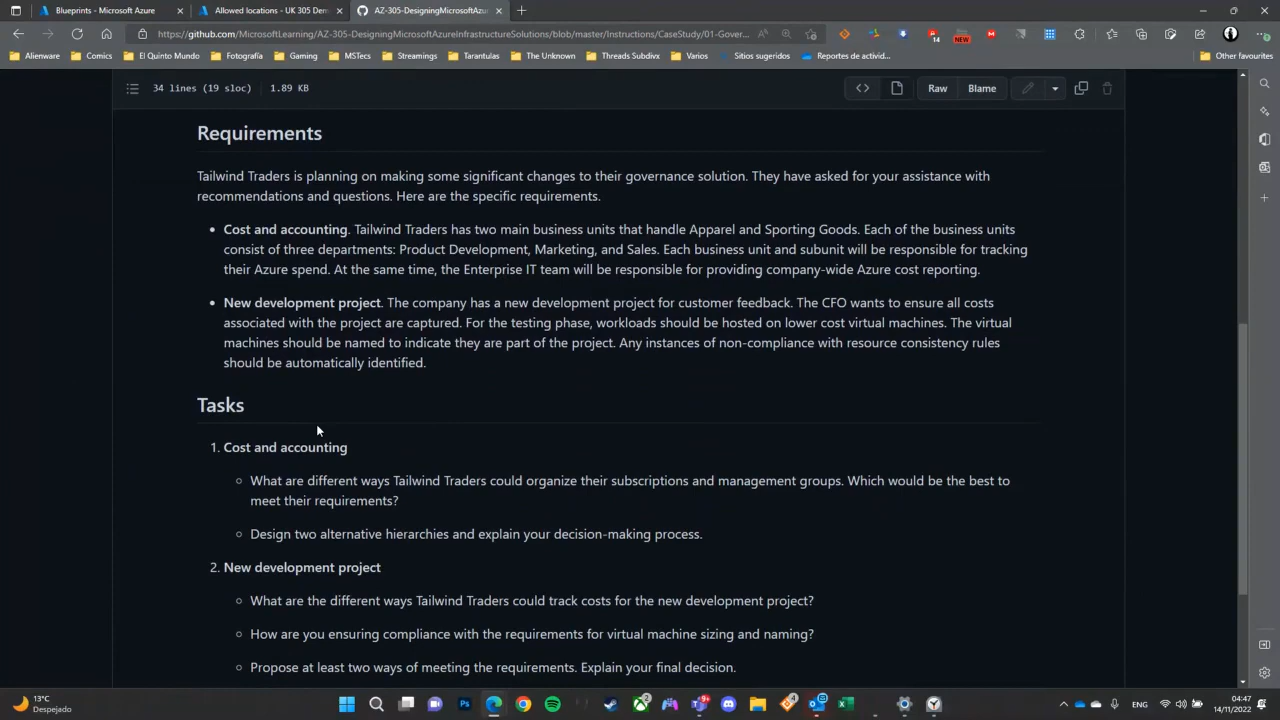 Blueprints - Microsoft Azure
Allowed locations - UK 305 Dem
AZ-305-DesigningMicrosoftAzur
https://github.com/MicrosoftLearning/AZ-305-DesigningMicrosoftAzureInfrastructureSolutions/blob/master/Instructions/CaseStudy/01-Gover...
14
NEW
Alienware
Comics
El Quinto Mundo
Fotografía
Gaming
MSTecs
Streamings
Tarantulas
The Unknown
Threads Subdivx
Varios
Sitios sugeridos
Reportes de activid...
Other favourites
34 lines (19 sloc)
1.89 KB
Raw
Blame
Requirements
Tailwind Traders is planning on making some significant changes to their governance solution. They have asked for your assistance with
recommendations and questions. Here are the specific requirements.
• Cost and accounting. Tailwind Traders has two main business units that handle Apparel and Sporting Goods. Each of the business units
consist of three departments: Product Development, Marketing, and Sales. Each business unit and subunit will be responsible for tracking
their Azure spend. At the same time, the Enterprise IT team will be responsible for providing company-wide Azure cost reporting.
• New development project. The company has a new development project for customer feedback. The CFO wants to ensure all costs
associated with the project are captured. For the testing phase, workloads should be hosted on lower cost virtual machines. The virtual
machines should be named to indicate they are part of the project. Any instances of non-compliance with resource consistency rules
should be automatically identified.
Tasks
1. Cost and accounting
○ What are different ways Tailwind Traders could organize their subscriptions and management groups. Which would be the best to
meet their requirements?
○ Design two alternative hierarchies and explain your decision-making process.
2. New development project
○ What are the different ways Tailwind Traders could track costs for the new development project?
○ How are you ensuring compliance with the requirements for virtual machine sizing and naming?
○ Propose at least two ways of meeting the requirements. Explain your final decision.
13°C
Despejado
ENG
04:47
14/11/2022